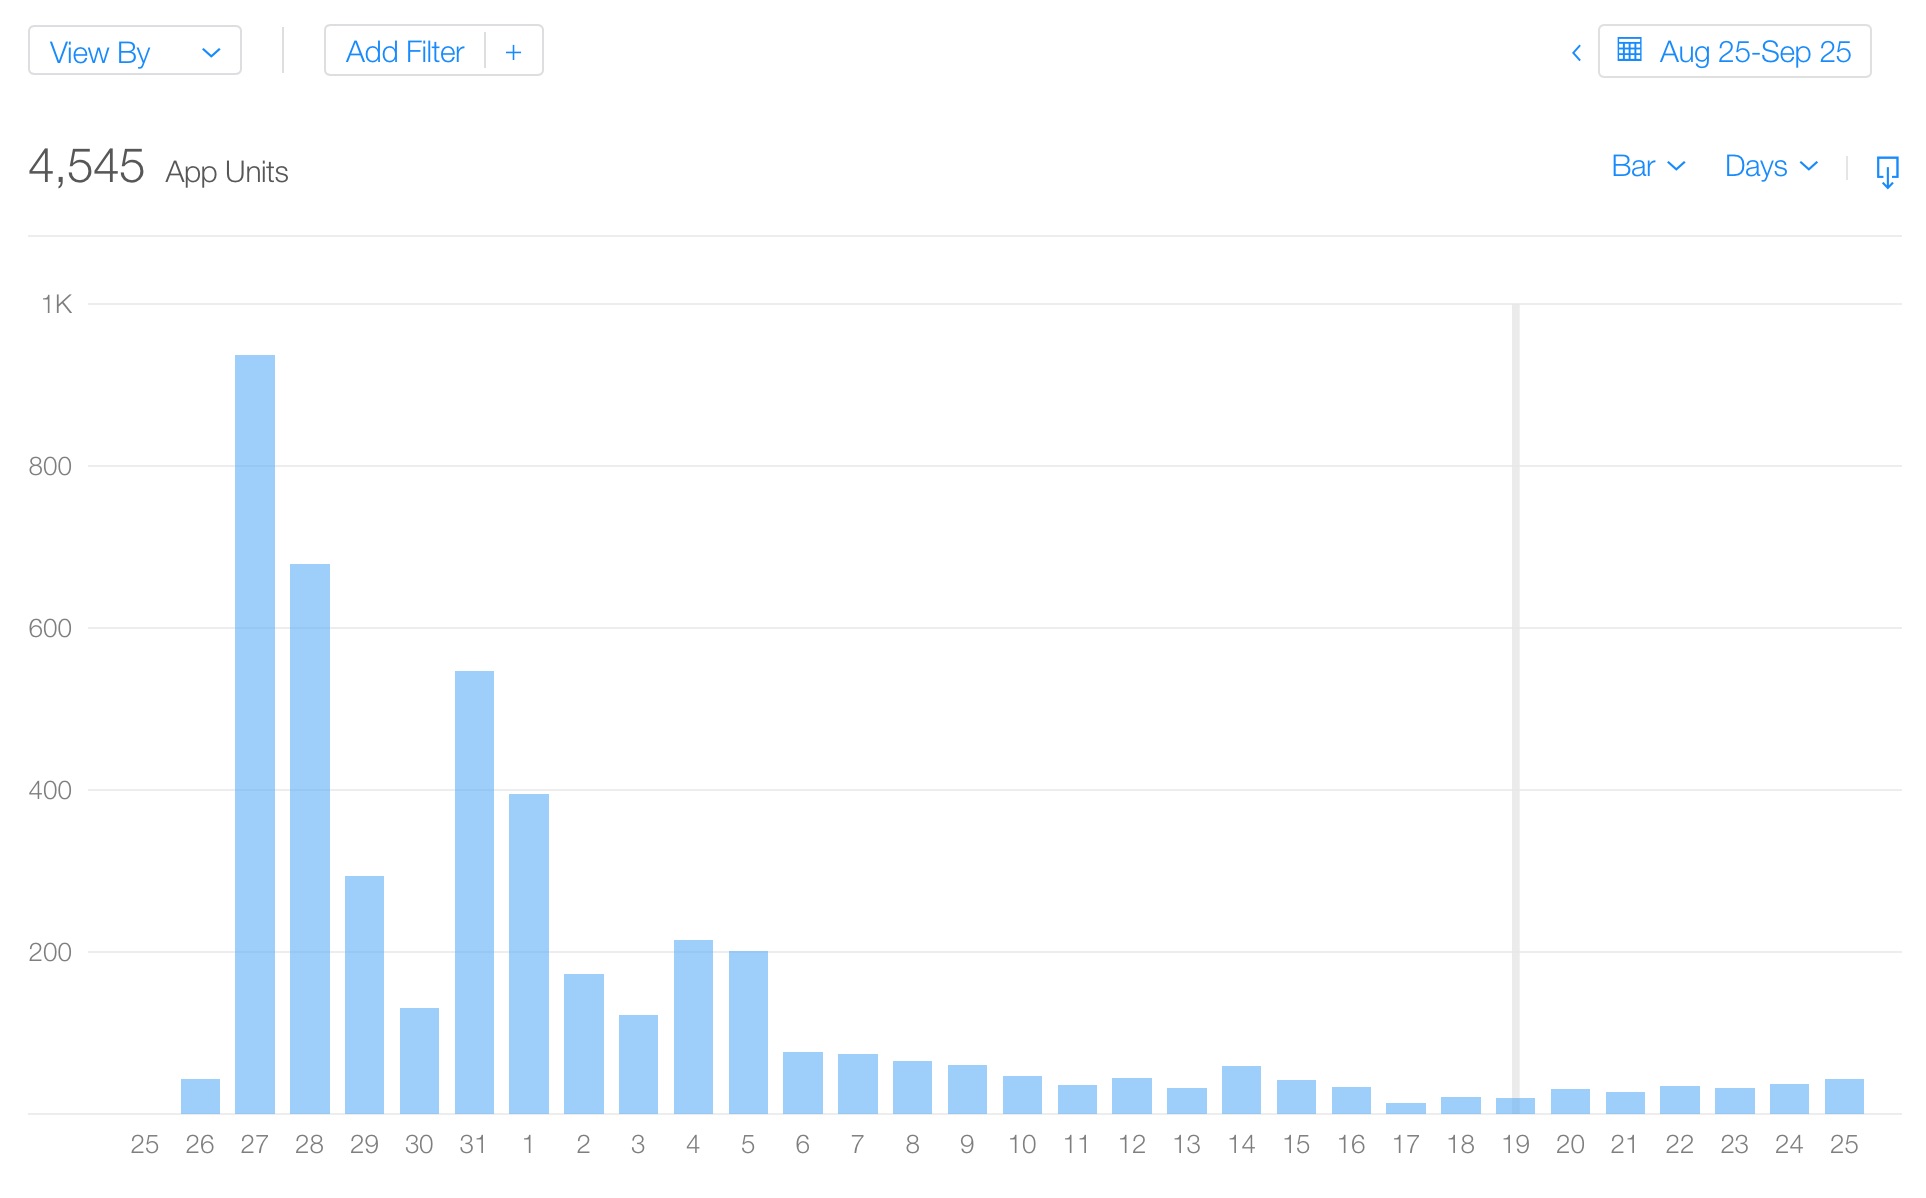 View By
Add Filter +
Aug 25-Sep 25
4,545 App Units
Bar Days
1K
800
600
400
200
25 26 27 28 29 30 31 1 2 3 4 5 6 7 8 9 10 11 12 13 14 15 16 17 18 19 20 21 22 23 24 25